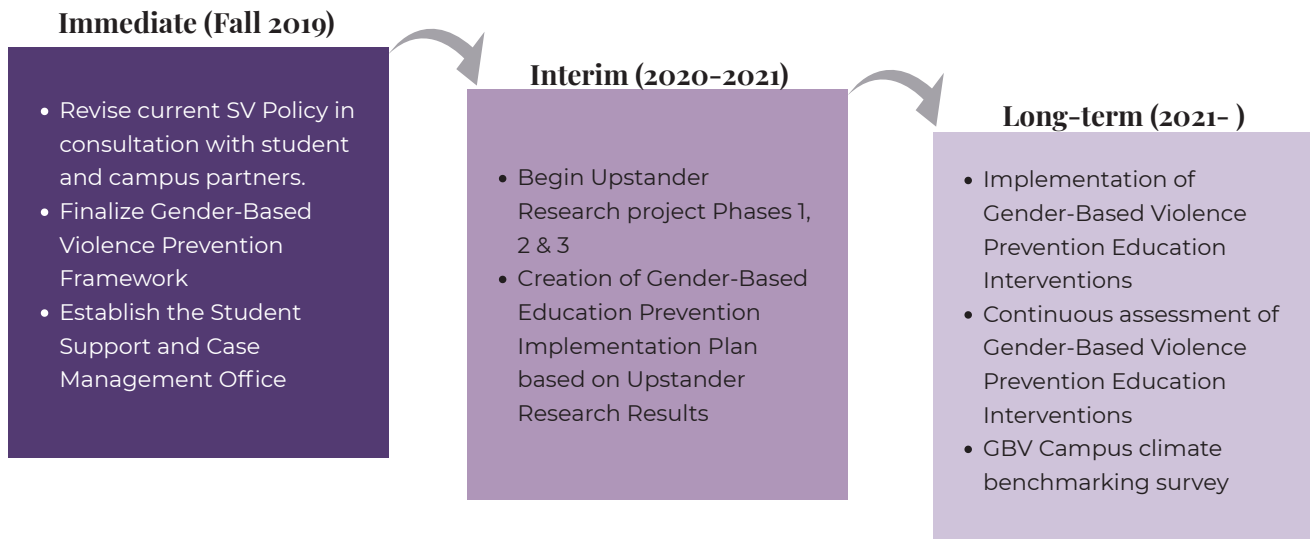 Immediate (Fall 2019)
• Revise current SV Policy in
consultation with student
and campus partners.
• Finalize Gender-Based
Violence Prevention
Framework
• Establish the Student
Support and Case
Management Office
Interim (2020-2021)
• Begin Upstander
Research project Phases 1,
2 & 3
• Creation of Gender-Based
Education Prevention
Implementation Plan
based on Upstander
Research Results
Long-term (2021- )
• Implementation of
Gender-Based Violence
Prevention Education
Interventions
• Continuous assessment of
Gender-Based Violence
Prevention Education
Interventions
• GBV Campus climate
benchmarking survey